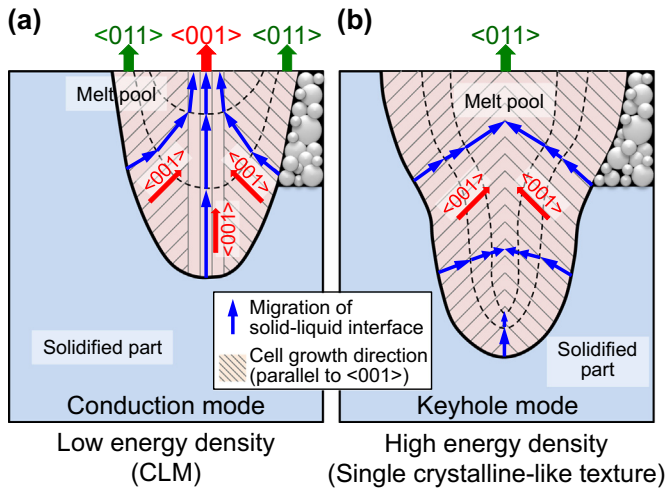 (a)
<011> <001> <011>
Melt pool
<001>
<001>
<001>
Solidified part
Conduction mode
Low energy density
(CLM)
(b)
<011>
Melt pool
<001>
<001>
Solidified
part
Keyhole mode
High energy density
(Single crystalline-like texture)
Migration of
solid-liquid interface
Cell growth direction
(parallel to <001>)